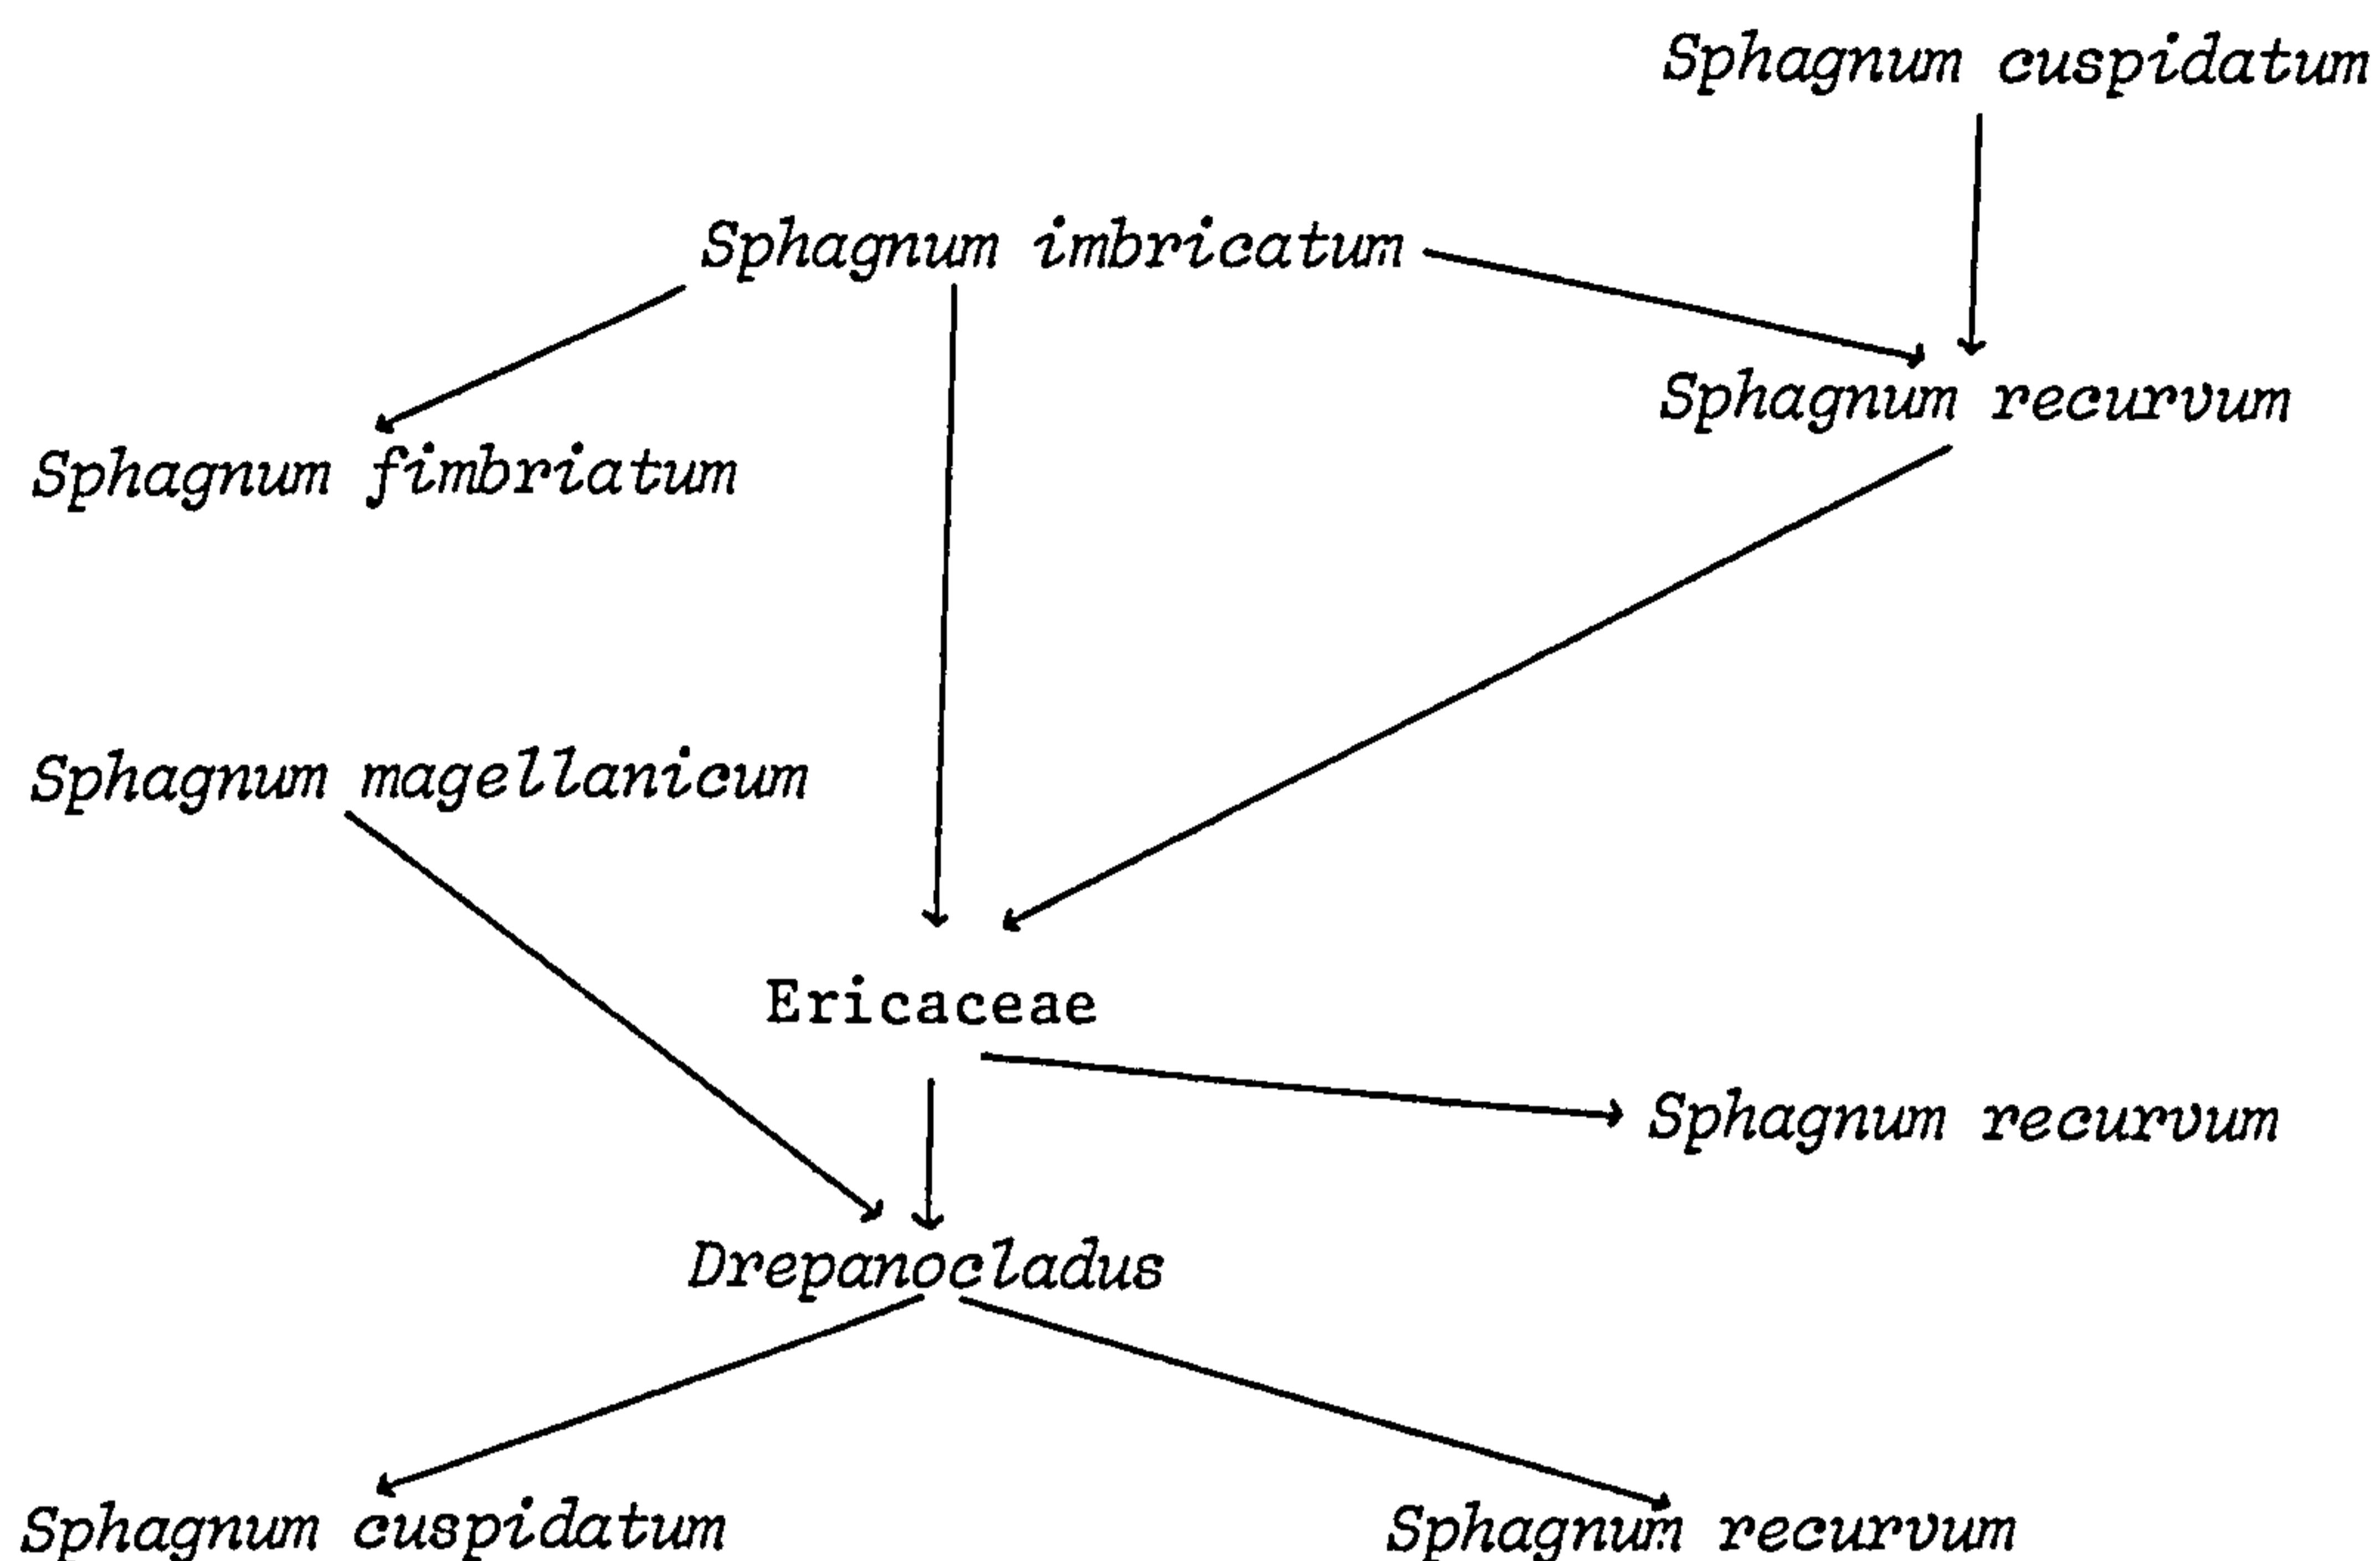 Sphagnum cuspidatum
Sphagnum imbricatum
Sphagnum recurvum
Sphagnum fimbriatum
Sphagnum magellanicum
Ericaceae
Sphagnum recurvum
Drepanocladus
Sphagnum cuspidatum
Sphagnum recurvum